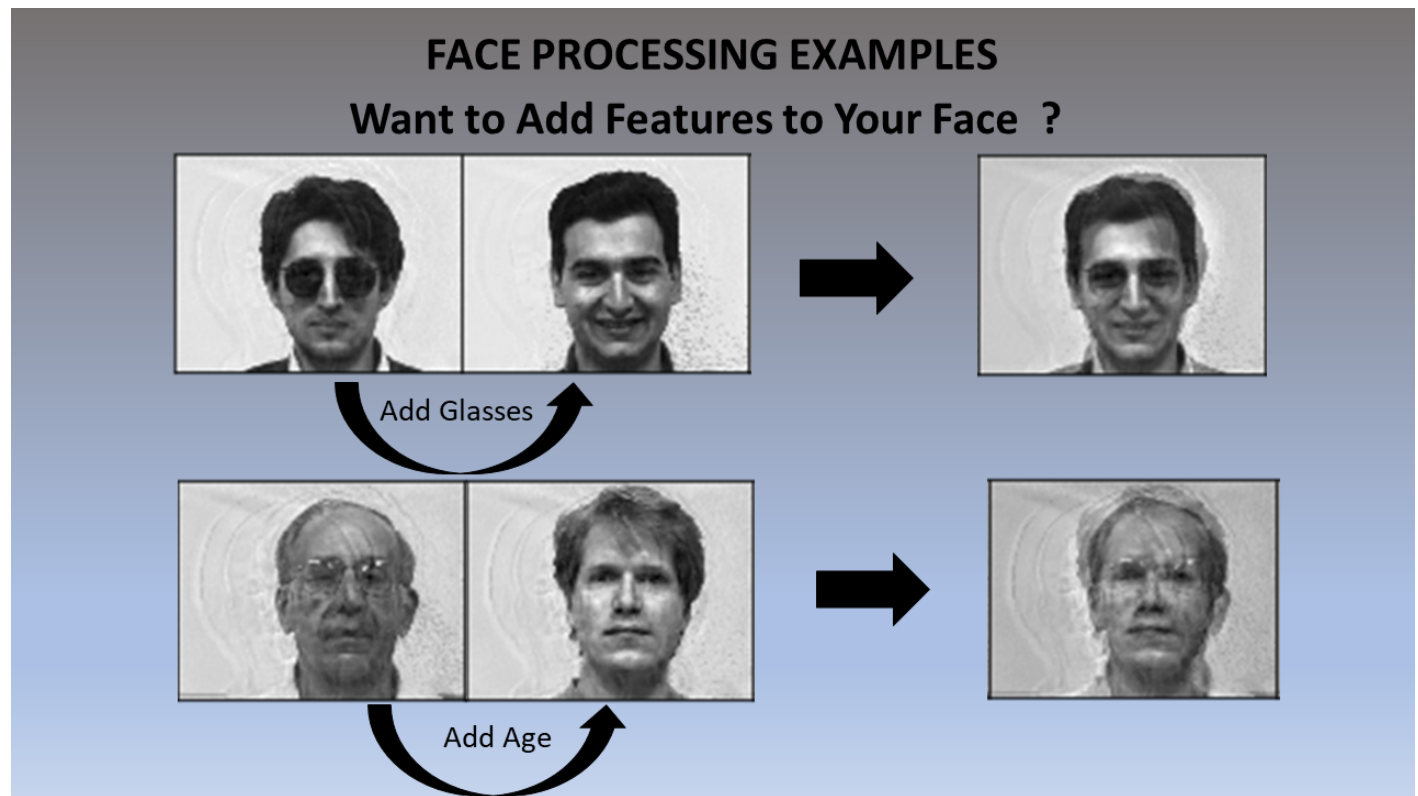 FACE PROCESSING EXAMPLES
Want to Add Features to Your Face ?
Add Glasses
Add Age